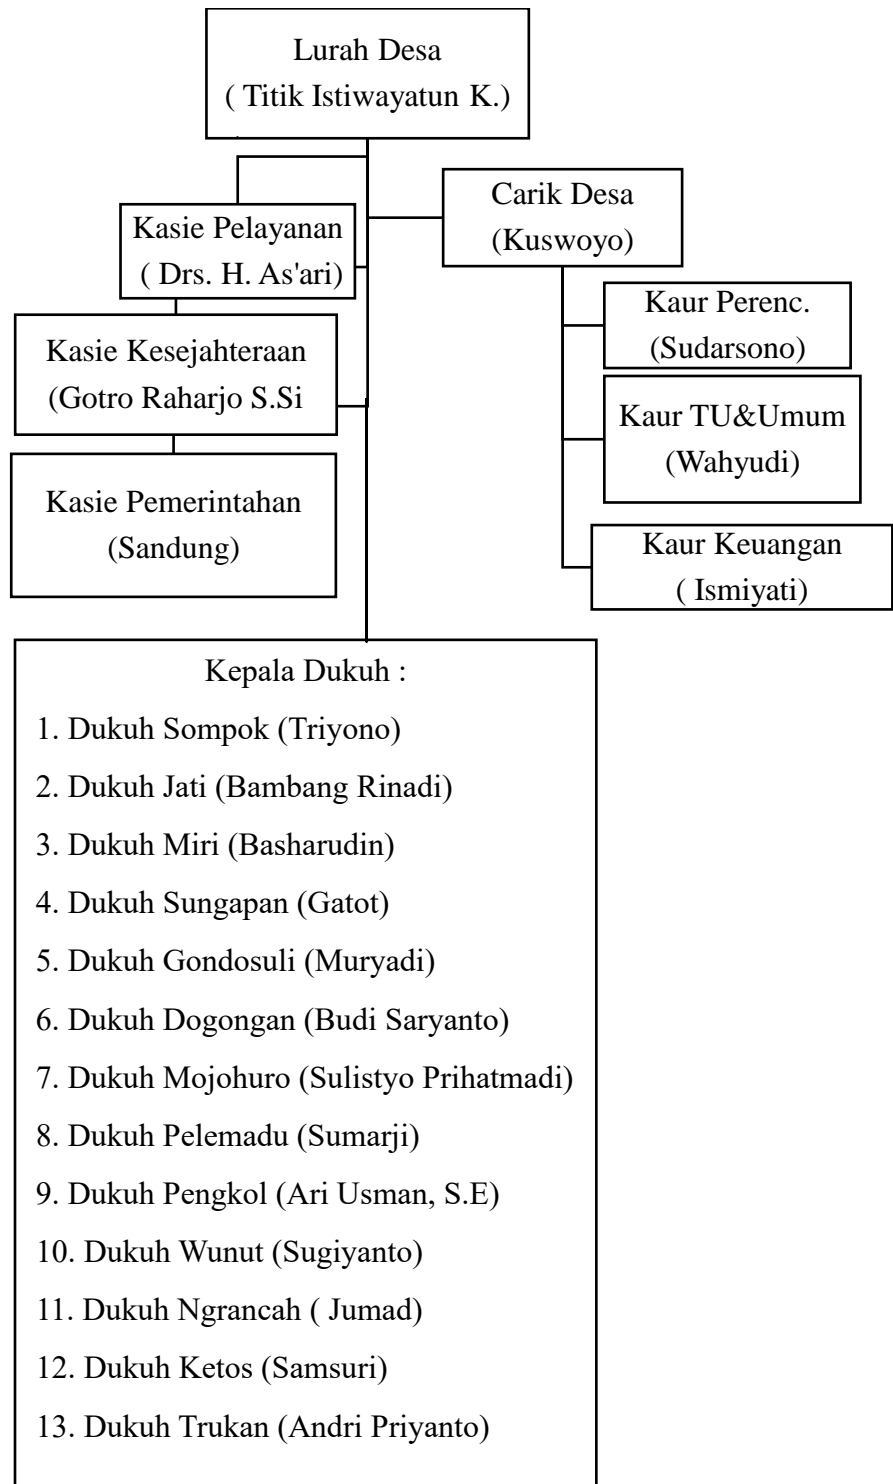 Lurah Desa
( Titik Istiwayatun K.)
Kasie Pelayanan
( Drs. H. As'ari)
Carik Desa
(Kuswoyo)
Kasie Kesejahteraan
(Gotro Raharjo S.Si
Kasie Pemerintahan
(Sandung)
Kaur Perenc.
(Sudarsono)
Kaur TU&Umum
(Wahyudi)
Kaur Keuangan
( Ismiyati)
Kepala Dukuh :
1. Dukuh Sompok (Triyono)
2. Dukuh Jati (Bambang Rinadi)
3. Dukuh Miri (Basharudin)
4. Dukuh Sungapan (Gatot)
5. Dukuh Gondosuli (Muryadi)
6. Dukuh Dogongan (Budi Saryanto)
7. Dukuh Mojohuro (Sulistyo Prihatmadi)
8. Dukuh Pelemadu (Sumarji)
9. Dukuh Pengkol (Ari Usman, S.E)
10. Dukuh Wunut (Sugiyanto)
11. Dukuh Ngrancah ( Jumad)
12. Dukuh Ketos (Samsuri)
13. Dukuh Trukan (Andri Priyanto)